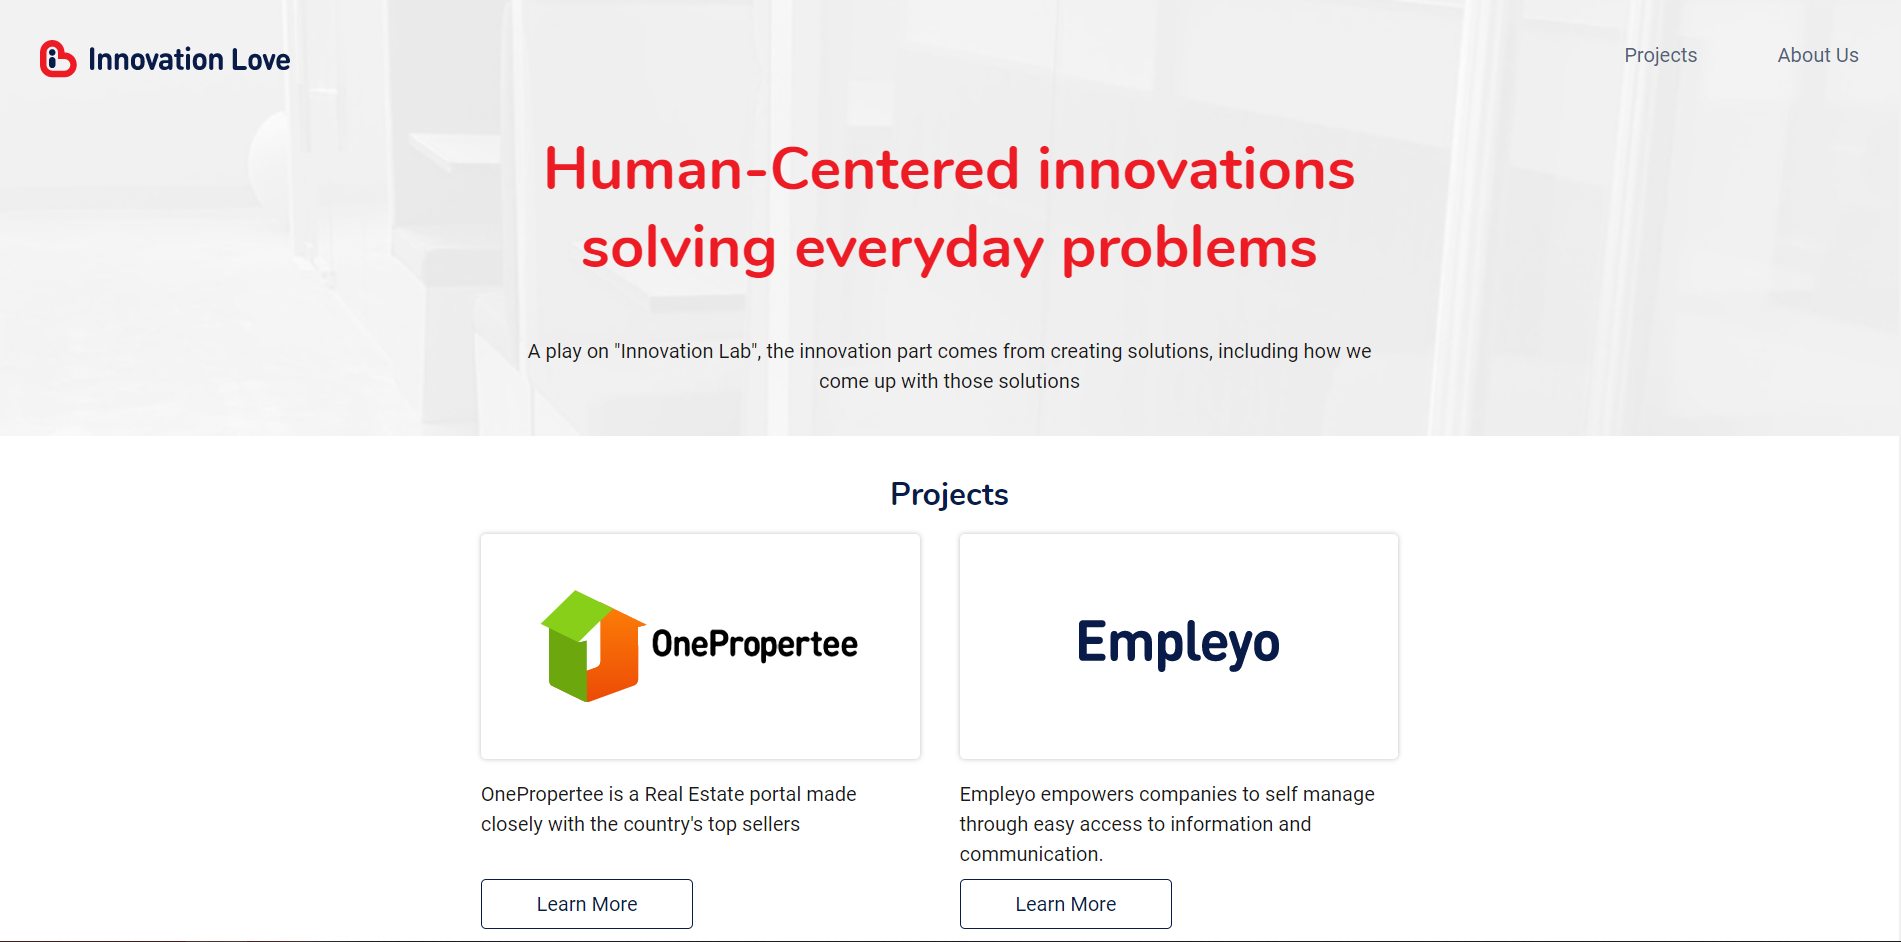 Innovation Love
Projects
About Us
Human-Centered innovations
solving everyday problems
A play on "Innovation Lab", the innovation part comes from creating solutions, including how we
come up with those solutions
Projects
OnePropertee
Empleyo
OnePropertee is a Real Estate portal made
closely with the country's top sellers
Learn More
Empleyo empowers companies to self manage
through easy access to information and
communication.
Learn More